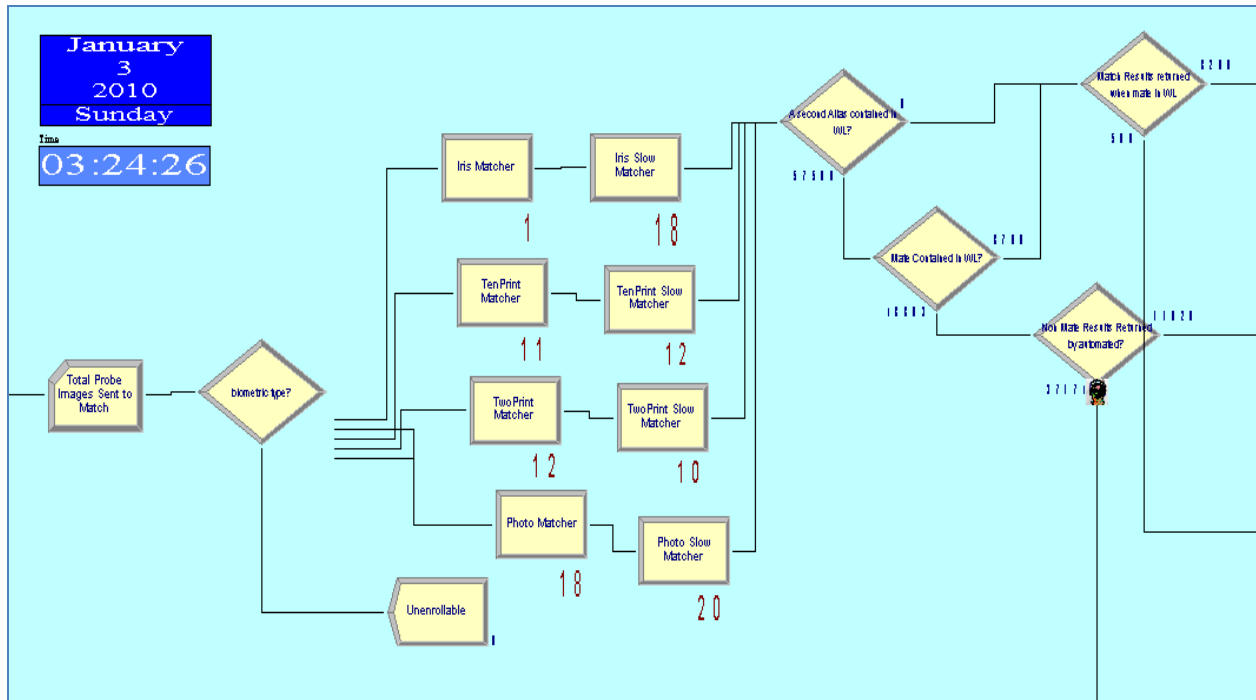 January
3
2010
Sunday
Time
03:24:26
Total Probe
Images Sent to
Match
biometric type?
Iris Matcher
1
Iris Slow
Matcher
18
TenPrint
Matcher
11
TenPrint Slow
Matcher
12
TwoPrint
Matcher
12
TwoPrint Slow
Matcher
10
Photo Matcher
18
Photo Slow
Matcher
20
Unenrollable
A second Alias contained in
WL?
Mate Contained in WL?
Match Results returned
when mate in WL
Non Mate Results Returned
by automated?